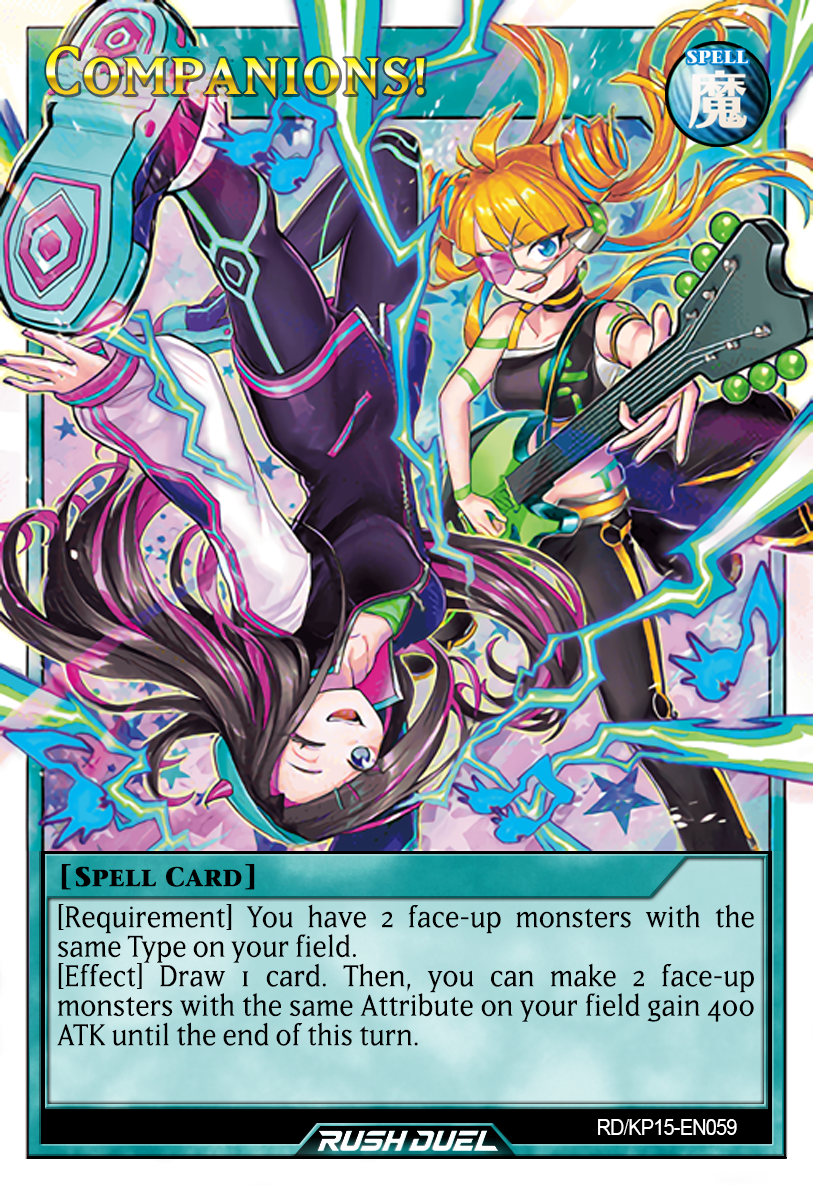 Companions!
SPELL
魔
[Spell Card]
[Requirement] You have 2 face-up monsters with the
same Type on your field.
[Effect] Draw 1 card. Then, you can make 2 face-up
monsters with the same Attribute on your field gain 400
ATK until the end of this turn.
RD/KP15-EN059
RUSH DUEL